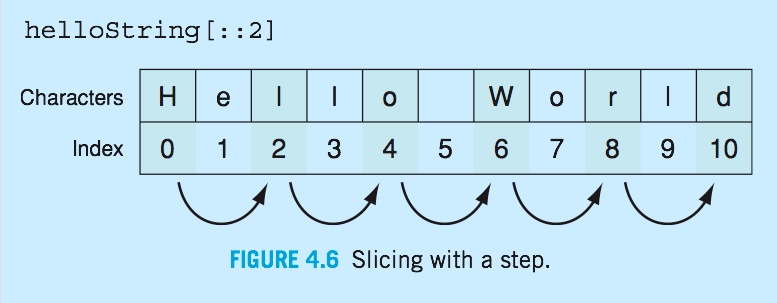 helloString[::2]
Characters H e l l o W o r l d
Index 0 1 2 3 4 5 6 7 8 9 10
FIGURE 4.6 Slicing with a step.